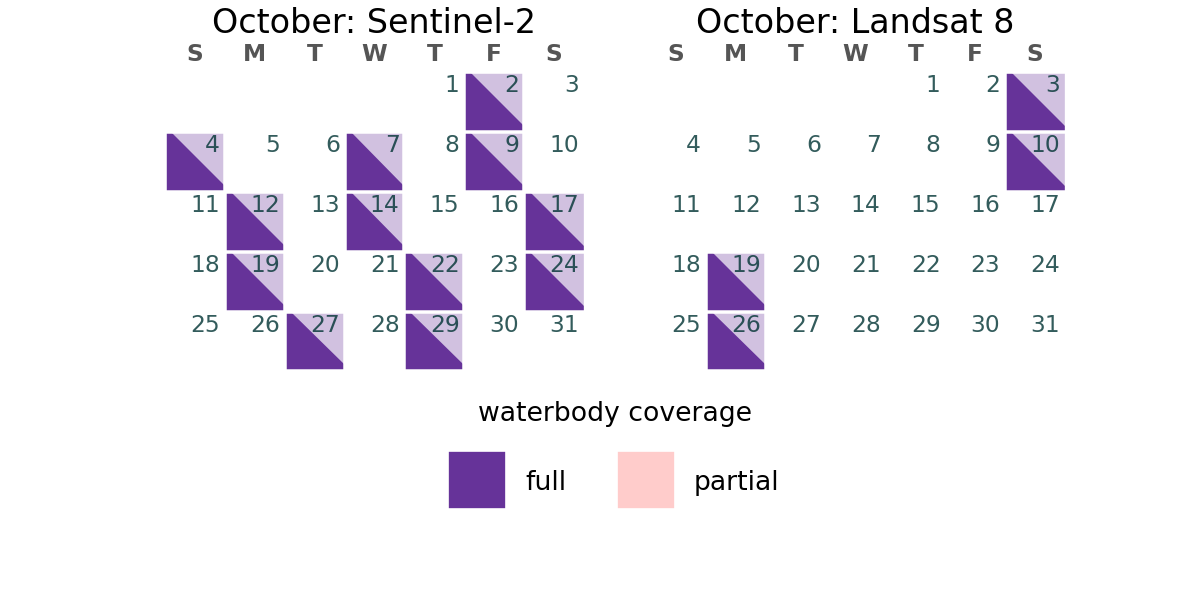 October: Sentinel-2
S M T W T F S
1 2 3
4 5 6 7 8 9 10
11 12 13 14 15 16 17
18 19 20 21 22 23 24
25 26 27 28 29 30 31
October: Landsat 8
S M T W T F S
1 2 3
4 5 6 7 8 9 10
11 12 13 14 15 16 17
18 19 20 21 22 23 24
25 26 27 28 29 30 31
waterbody coverage
full partial